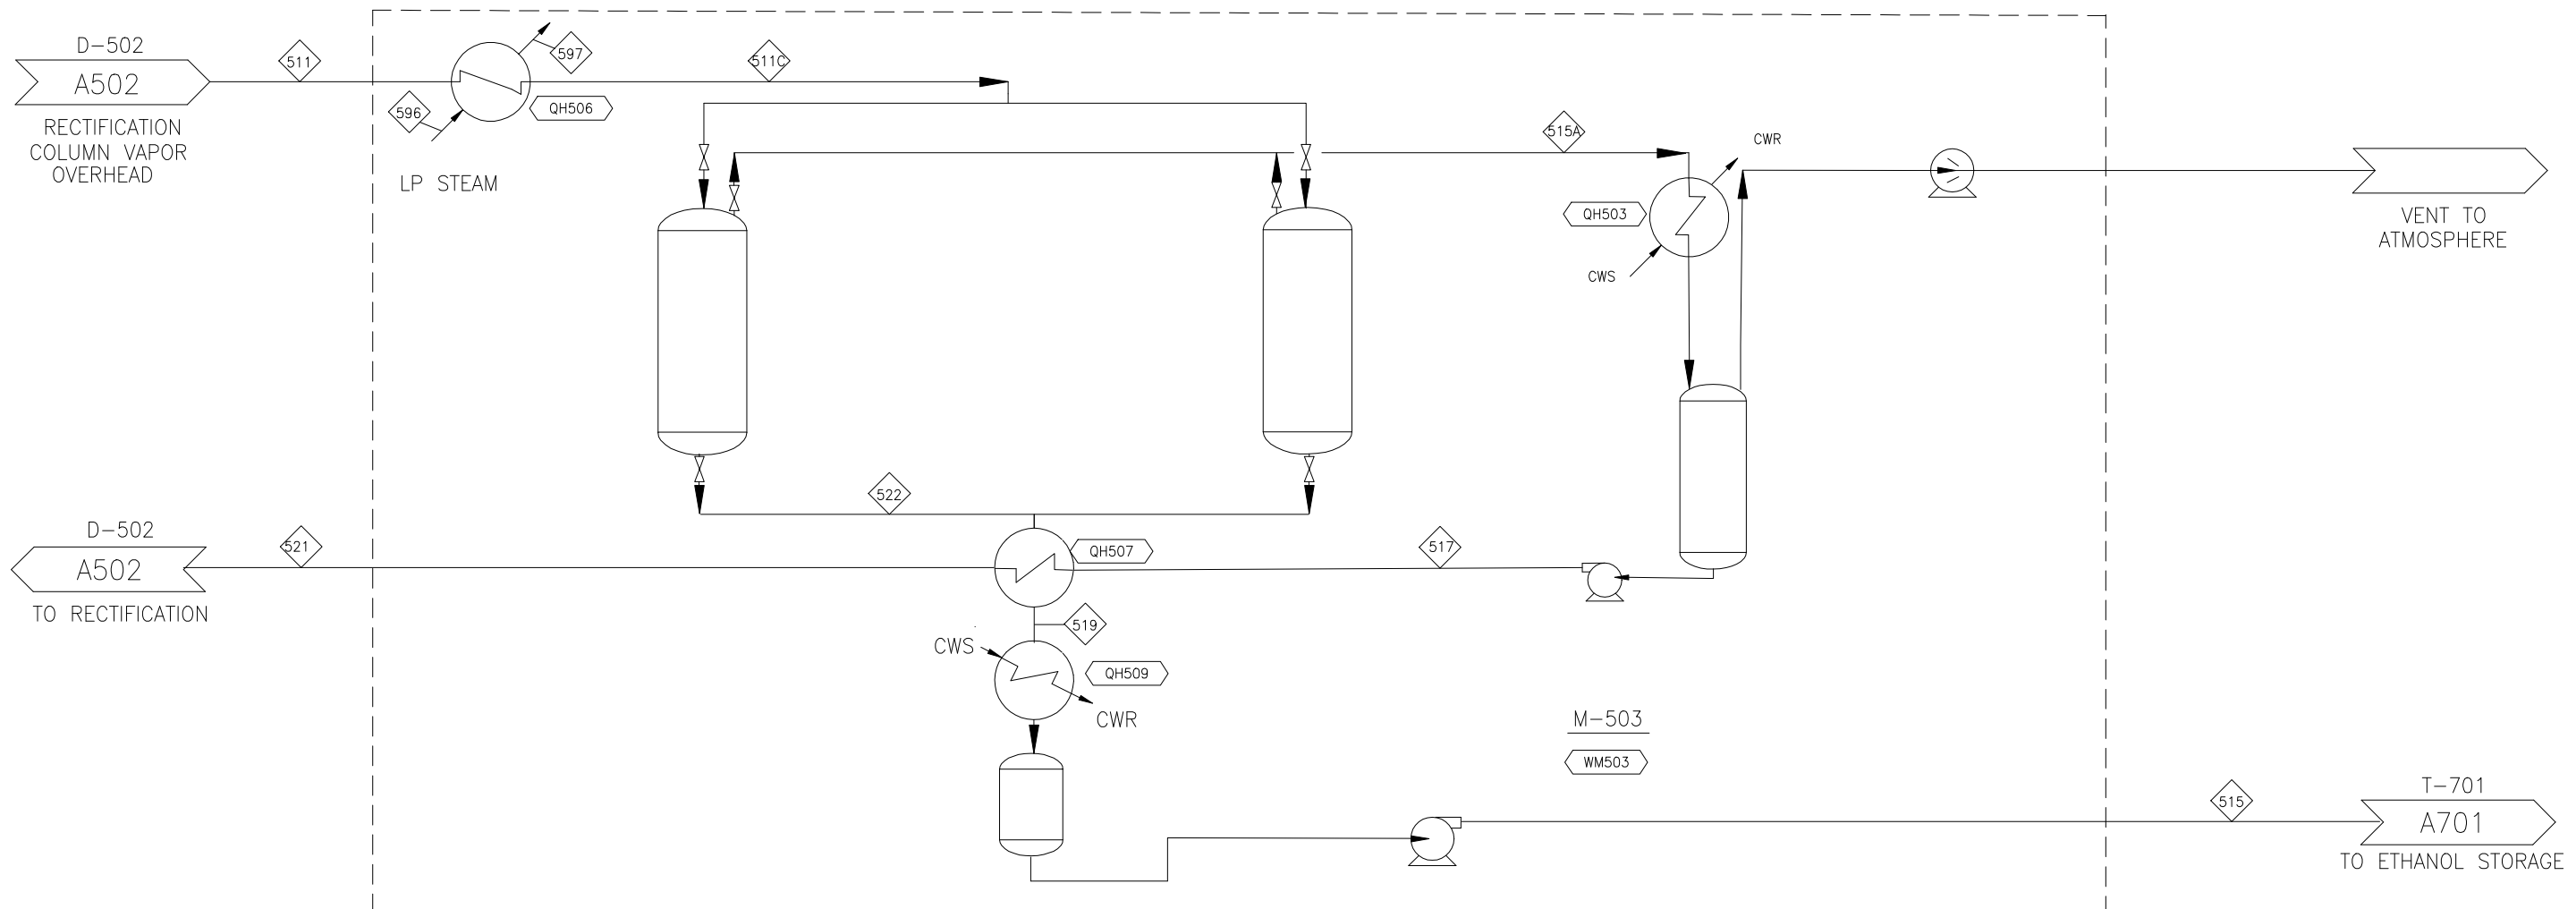 D-502
A502
RECTIFICATION
COLUMN VAPOR
OVERHEAD
511
597
596
QH506
LP STEAM
511C
515A
CWR
QH503
CWS
VENT TO
ATMOSPHERE
522
D-502
A502
TO RECTIFICATION
521
QH507
517
519
CWS
QH509
CWR
M-503
WM503
515
T-701
A701
TO ETHANOL STORAGE